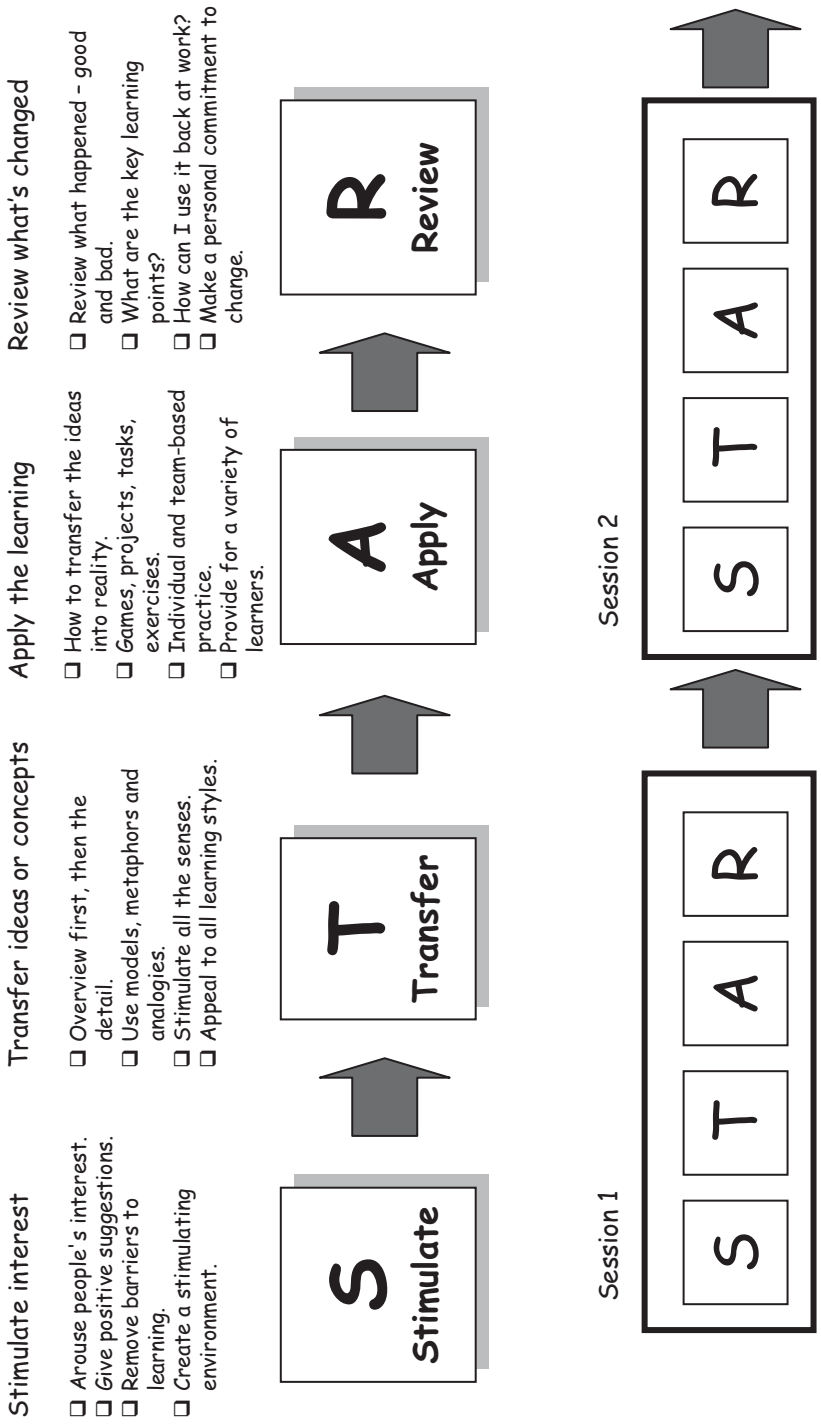 Stimulate interest
❑ Arouse people's interest.
❑ Give positive suggestions.
❑ Remove barriers to
learning.
❑ Create a stimulating
environment.
Transfer ideas or concepts
❑ Overview first, then the
detail.
❑ Use models, metaphors and
analogies.
❑ Stimulate all the senses.
❑ Appeal to all learning styles.
Apply the learning
❑ How to transfer the ideas
into reality.
❑ Games, projects, tasks,
exercises.
❑ Individual and team-based
practice.
❑ Provide for a variety of
learners.
Review what's changed
❑ Review what happened – good
and bad.
❑ What are the key learning
points?
❑ How can I use it back at work?
❑ Make a personal commitment to
change.
S
Stimulate
T
Transfer
A
Apply
R
Review
Session 1
S T A R
Session 2
S T A R